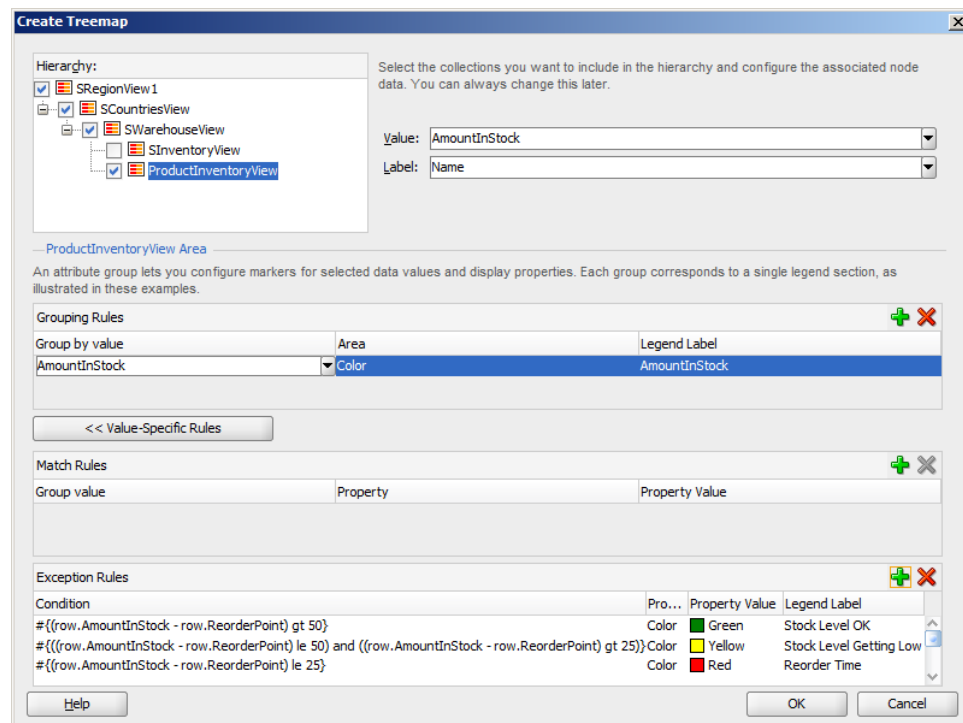 Create Treemap
Hierarchy:
SRegionView1
SCountriesView
SWarehouseView
SInventoryView
ProductInventoryView
Select the collections you want to include in the hierarchy and configure the associated node
data. You can always change this later.
Value: AmountInStock
Label: Name
ProductInventoryView Area
An attribute group lets you configure markers for selected data values and display properties. Each group corresponds to a single legend section, as
illustrated in these examples.
Grouping Rules
Group by value Area Legend Label
AmountInStock Color AmountInStock
<< Value-Specific Rules
Match Rules
Group value Property Property Value
Exception Rules
Condition Pro... Property Value Legend Label
#{(row.AmountInStock - row.ReorderPoint) gt 50} Color Green Stock Level OK
#{((row.AmountInStock - row.ReorderPoint) le 50) and ((row.AmountInStock - row.ReorderPoint) gt 25)} Color Yellow Stock Level Getting Low
#{(row.AmountInStock - row.ReorderPoint) le 25} Color Red Reorder Time
Help OK Cancel